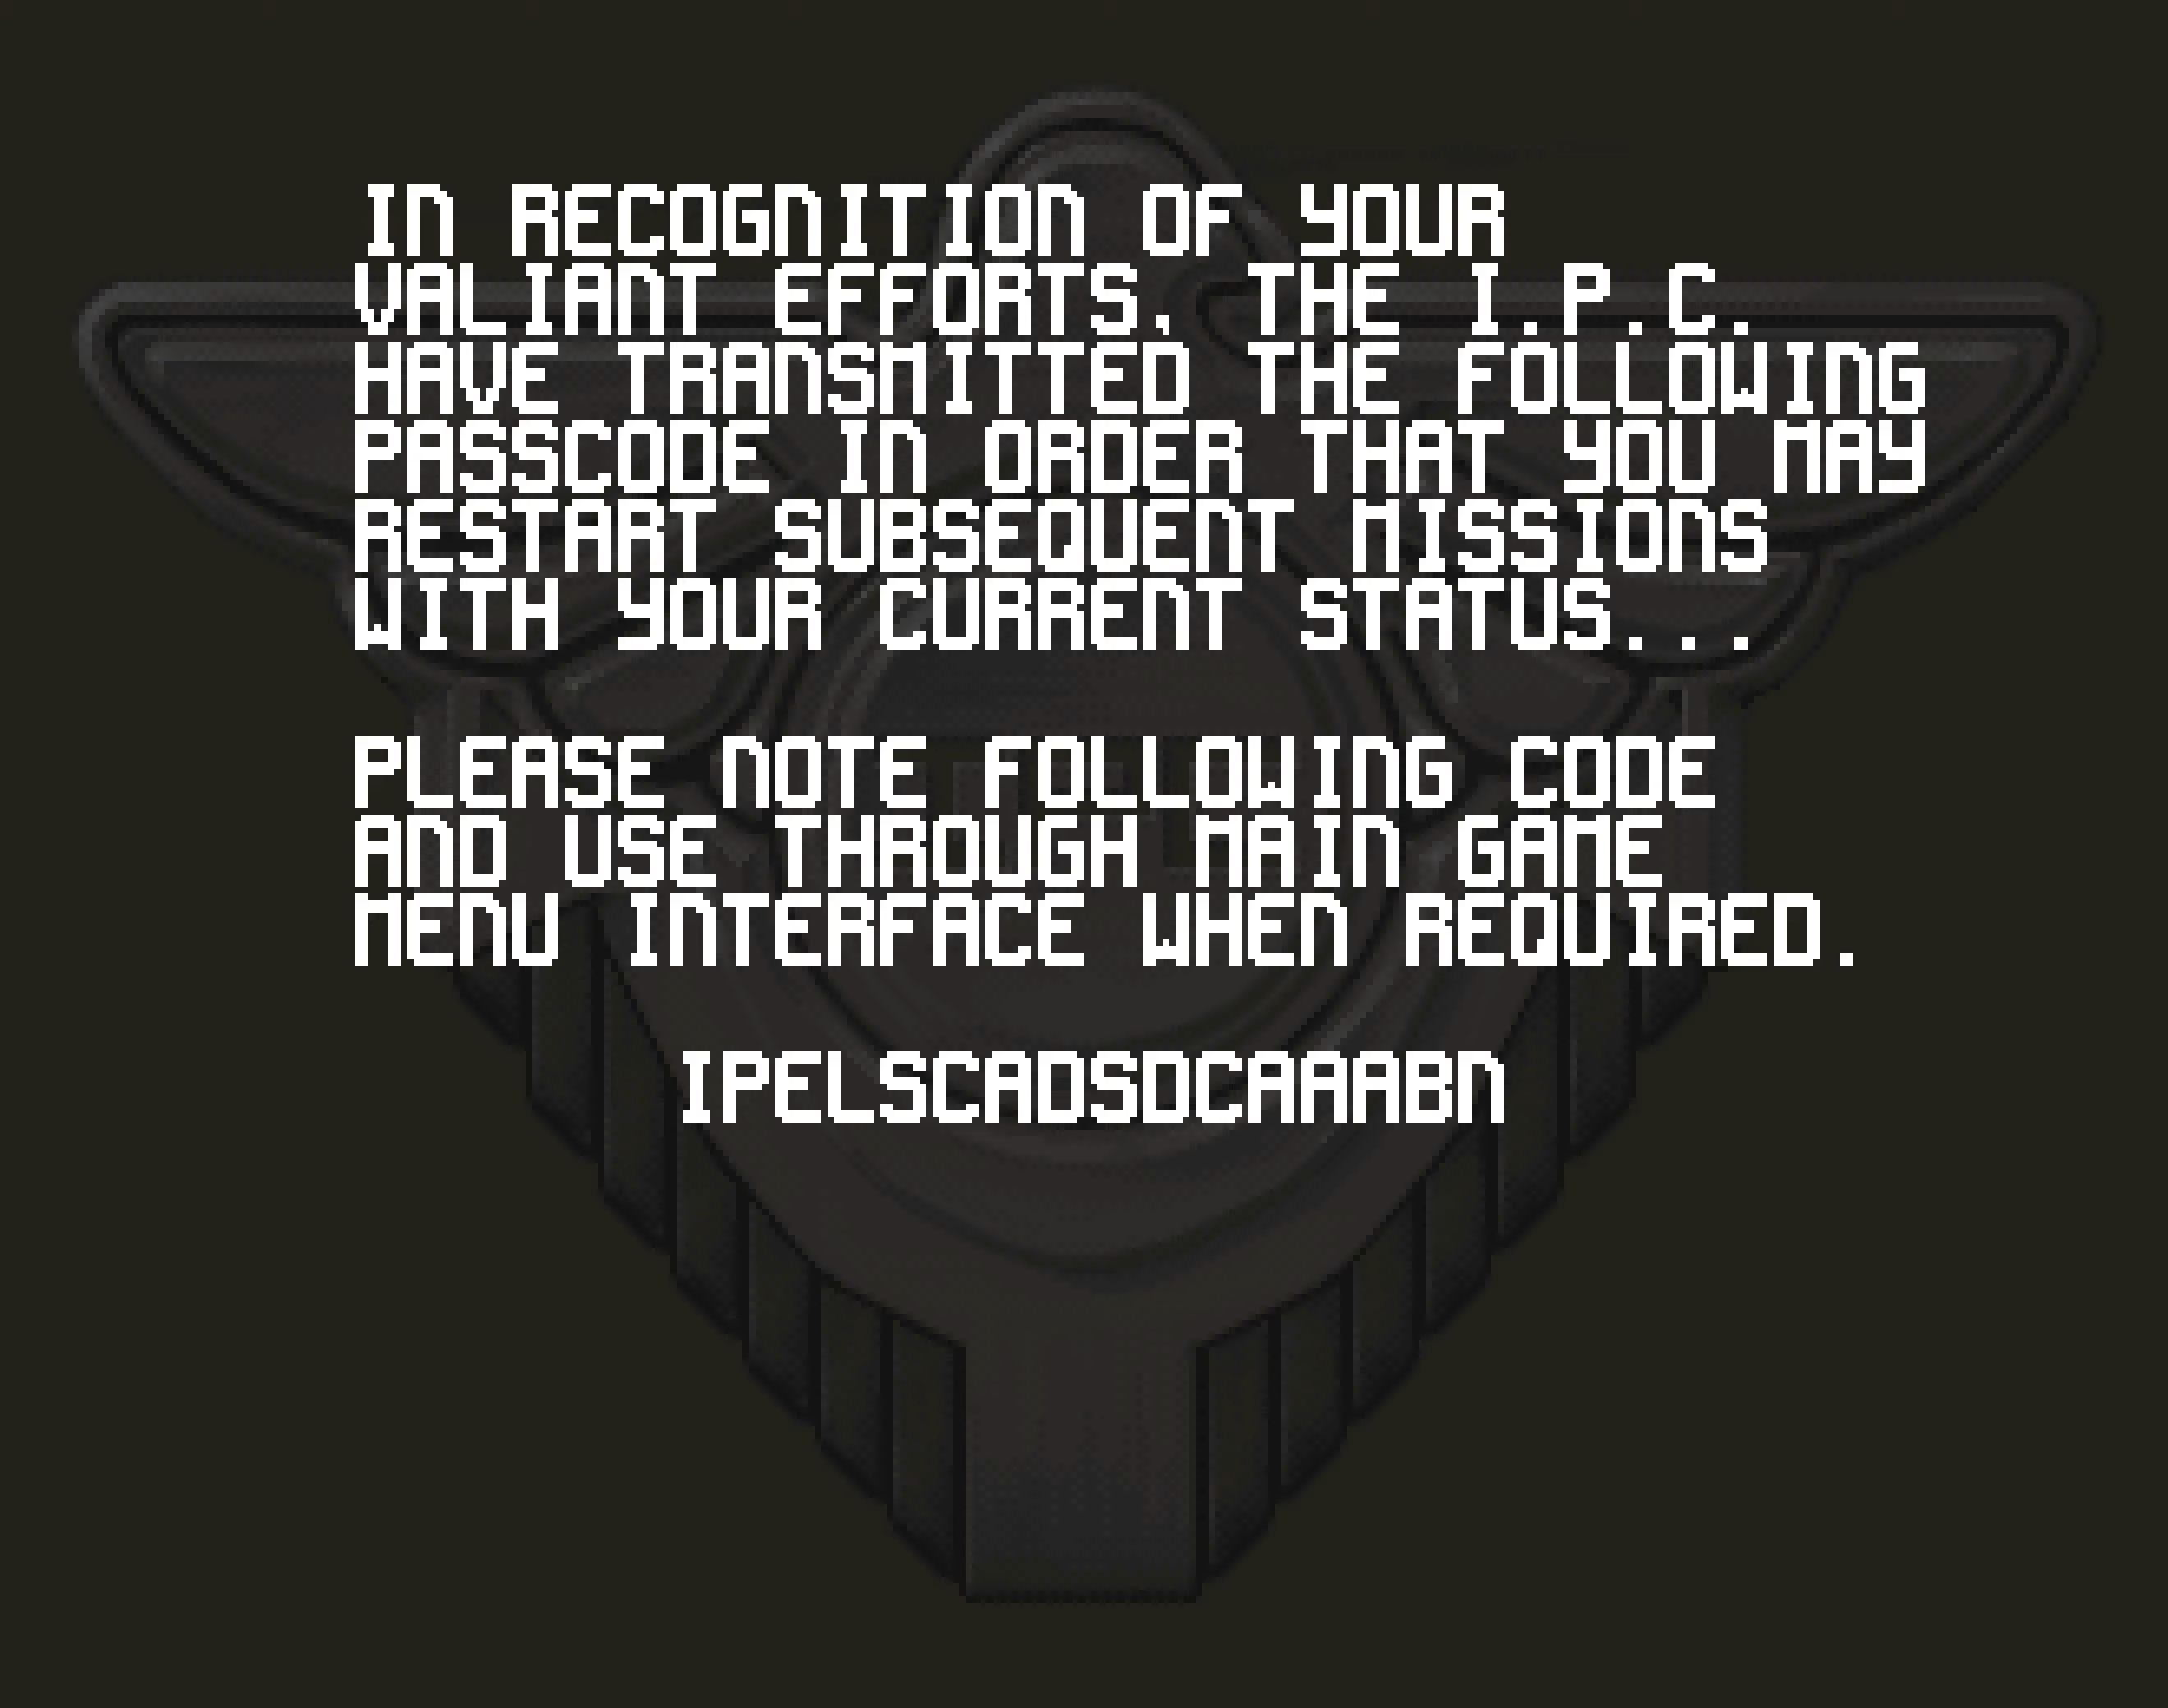 IN RECOGNITION OF YOUR
VALIANT EFFORTS, THE I.P.C.
HAVE TRANSMITTED THE FOLLOWING
PASSCODE IN ORDER THAT YOU MAY
RESTART SUBSEQUENT MISSIONS
WITH YOUR CURRENT STATUS...
PLEASE NOTE FOLLOWING CODE
AND USE THROUGH MAIN GAME
MENU INTERFACE WHEN REQUIRED.
IPELSCADSDCAAABN